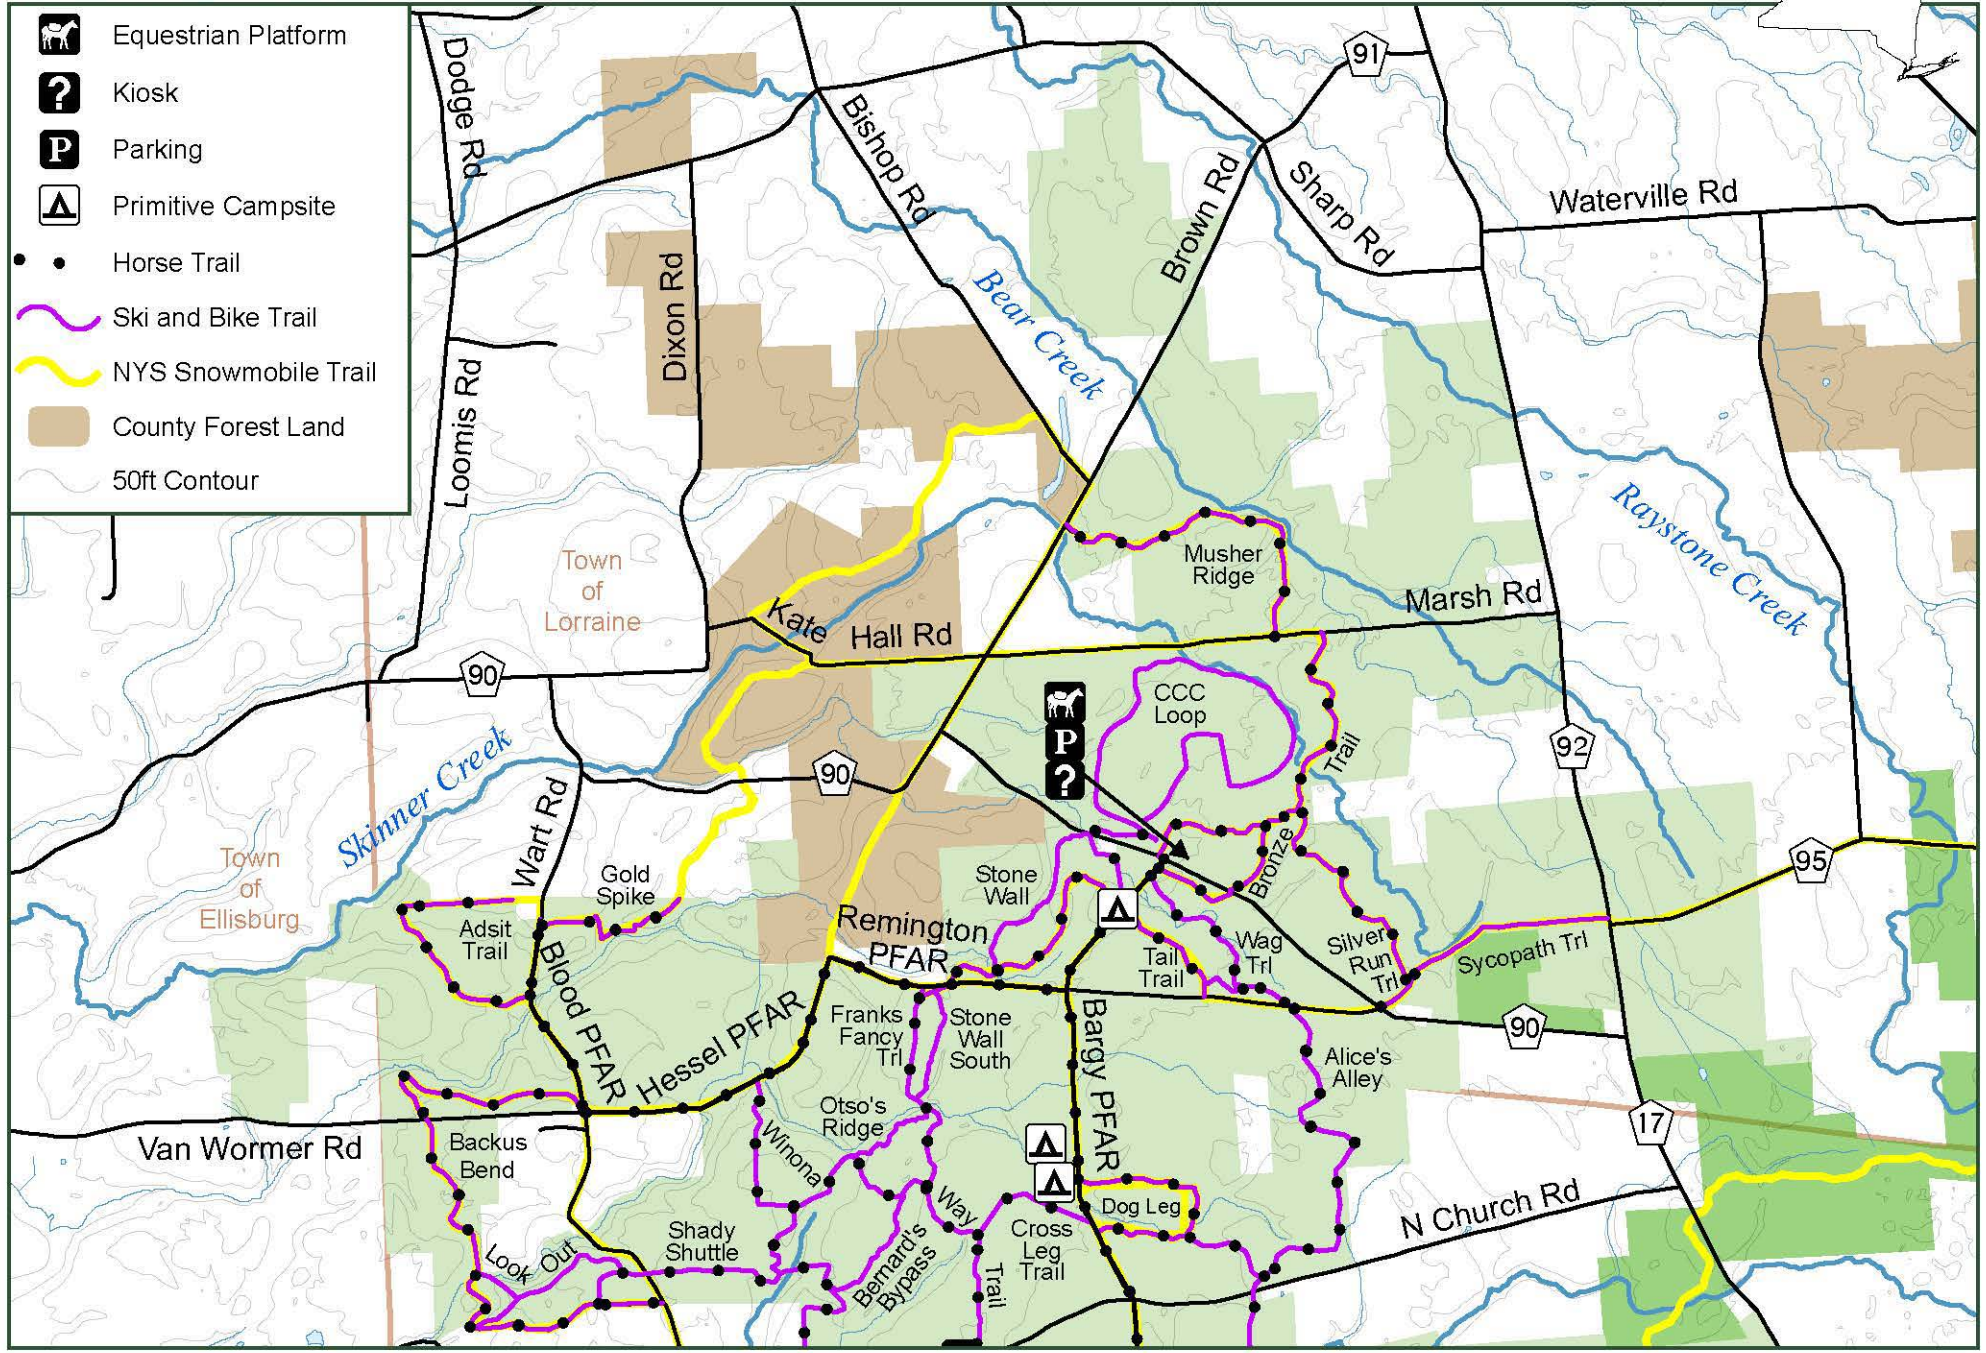 Equestrian Platform
?
Kiosk
P
Parking
Primitive Campsite
Horse Trail
Ski and Bike Trail
NYS Snowmobile Trail
County Forest Land
50ft Contour
Dodge Rd
Loomis Rd
Dixon Rd
Bishop Rd
Brown Rd
Sharp Rd
91
Waterville Rd
Bear Creek
Raystone Creek
Town
of
Lorraine
Kate
Hall Rd
Musher
Ridge
Marsh Rd
90
Skinner Creek
Wart Rd
90
P
?
CCC
Loop
Trail
92
Town
of
Ellisburg
Gold
Spike
Stone
Wall
Bronze
95
Adsit
Trail
Remington
PFAR
Tail
Trail
Wag
Trl
Silver
Run
Trl
Sycopath Trl
Blood PFAR
Hessel PFAR
Franks
Fancy
Trl
Stone
Wall
South
Bargy PFAR
Alice's
Alley
90
17
Van Wormer Rd
Backus
Bend
Otso's
Ridge
Winona
Way
Trail
Dog Leg
N Church Rd
Look Out
Shady
Shuttle
Bernard's
Bypass
Cross
Leg
Trail